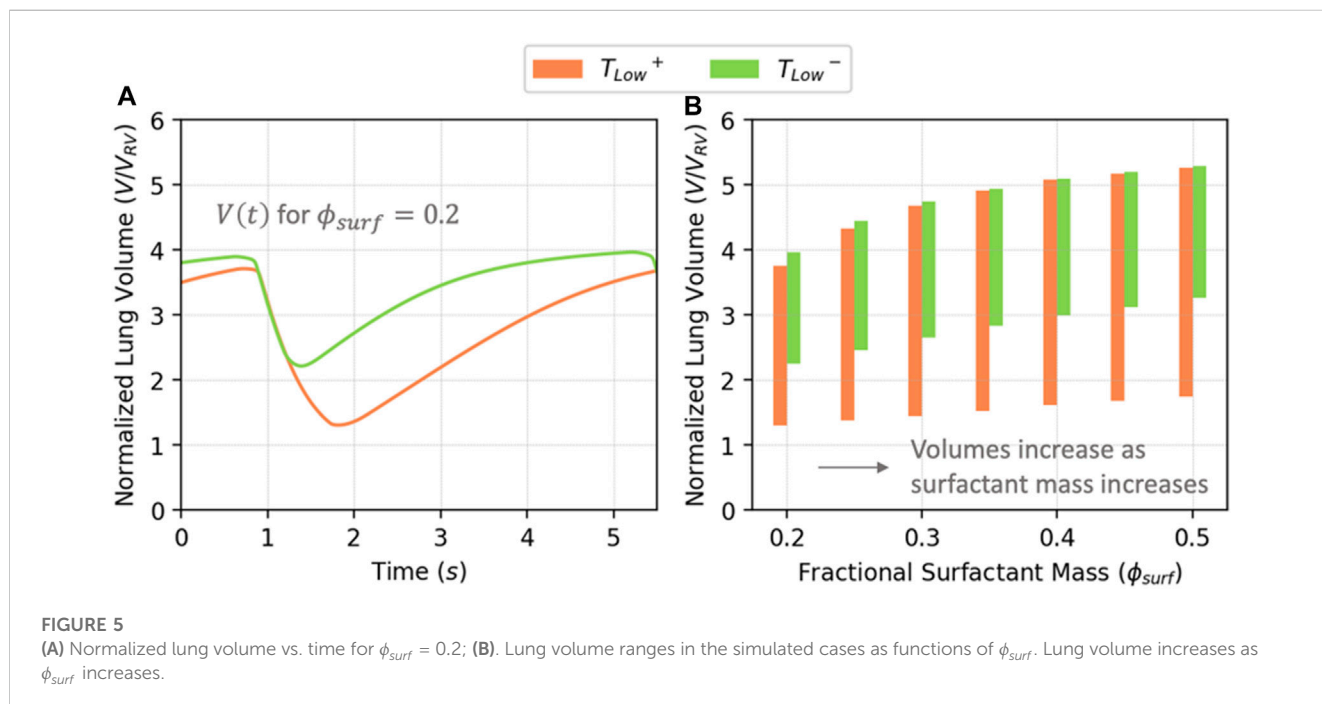 T_Low^+ T_Low^-
A
B
Normalized Lung Volume (V/V_RV)
6
5
4
3
2
1
0
V(t) for ϕ_surf = 0.2
0 1 2 3 4 5
Time (s)
Normalized Lung Volume (V/V_RV)
6
5
4
3
2
1
0
Volumes increase as
surfactant mass increases
0.2 0.3 0.4 0.5
Fractional Surfactant Mass (ϕ_surf)
FIGURE 5
(A) Normalized lung volume vs. time for ϕ_surf = 0.2; (B). Lung volume ranges in the simulated cases as functions of ϕ_surf. Lung volume increases as
ϕ_surf increases.